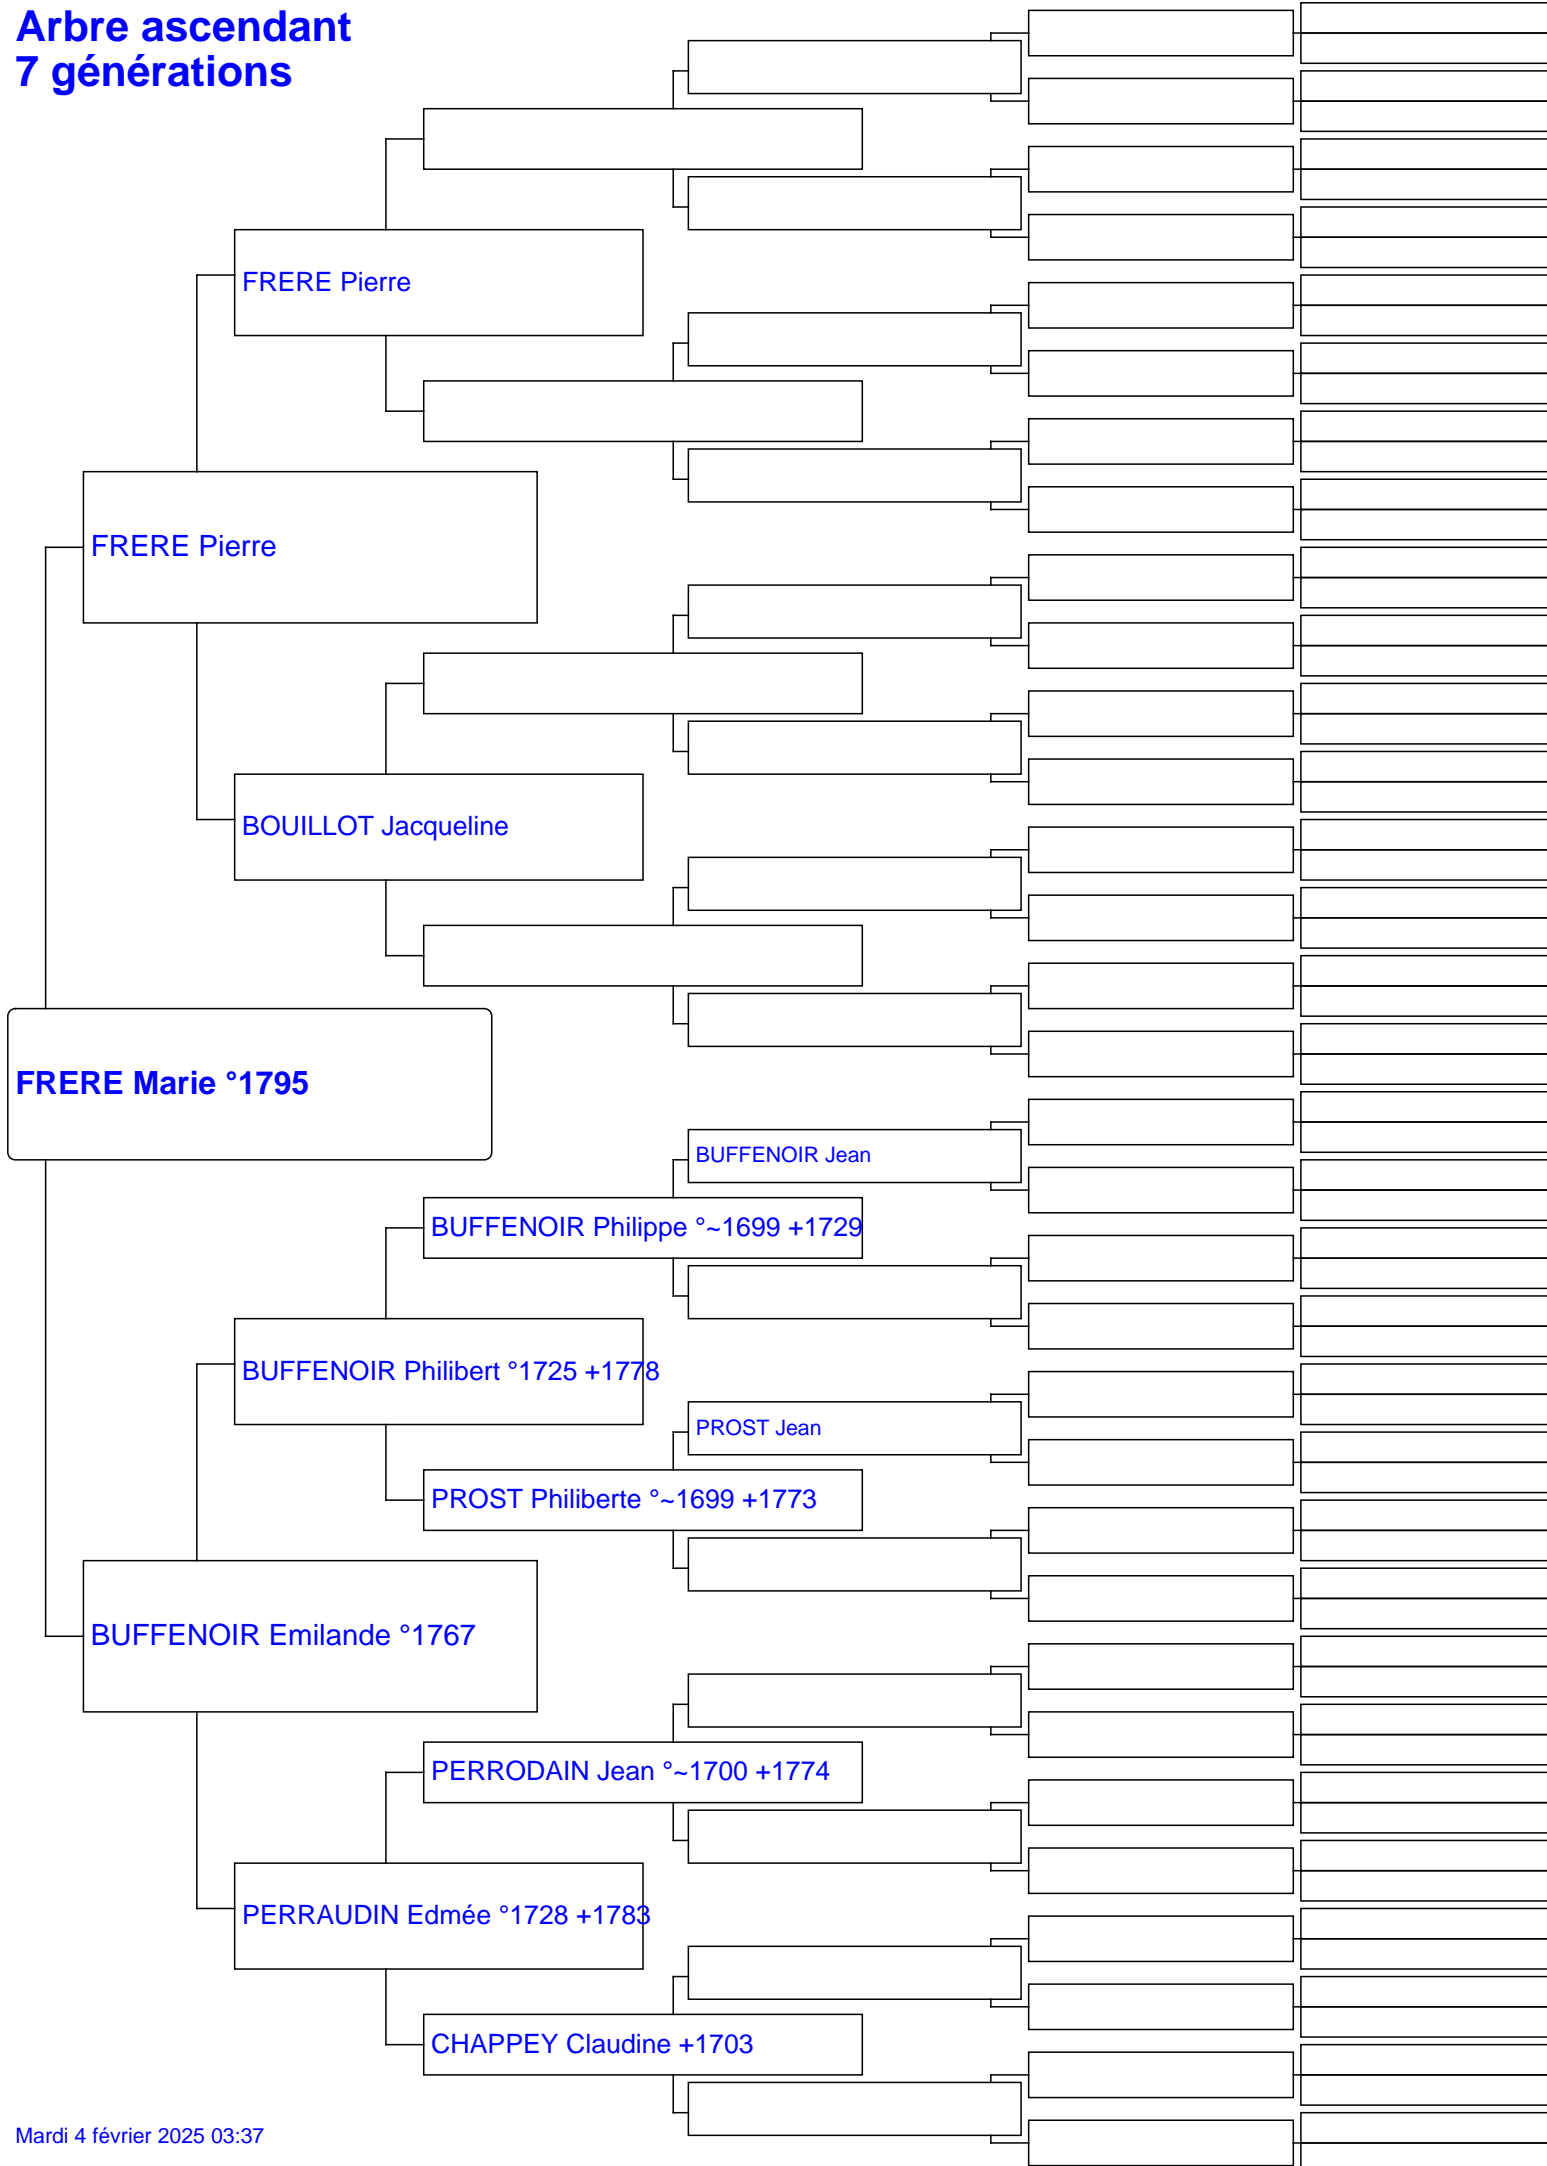 Arbre ascendant
7 générations
FRERE Pierre
FRERE Pierre
BOUILLOT Jacqueline
FRERE Marie °1795
BUFFENOIR Jean
BUFFENOIR Philippe °~1699 +1729
BUFFENOIR Philibert °1725 +1778
PROST Jean
PROST Philiberte °~1699 +1773
BUFFENOIR Emilande °1767
PERRODAIN Jean °~1700 +1774
PERRAUDIN Edmée °1728 +1783
CHAPPEY Claudine +1703
Mardi 4 février 2025 03:37